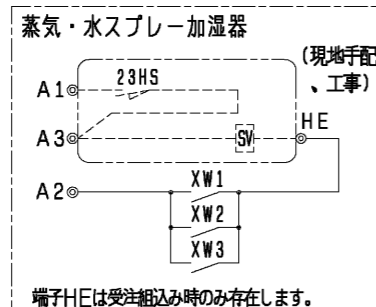 蒸気・水スプレー加湿器
(現地手配
、工事)
23HS
A1
A3
SV
HE
A2
XW1
XW2
XW3
端子HEは受注組込み時のみ存在します。